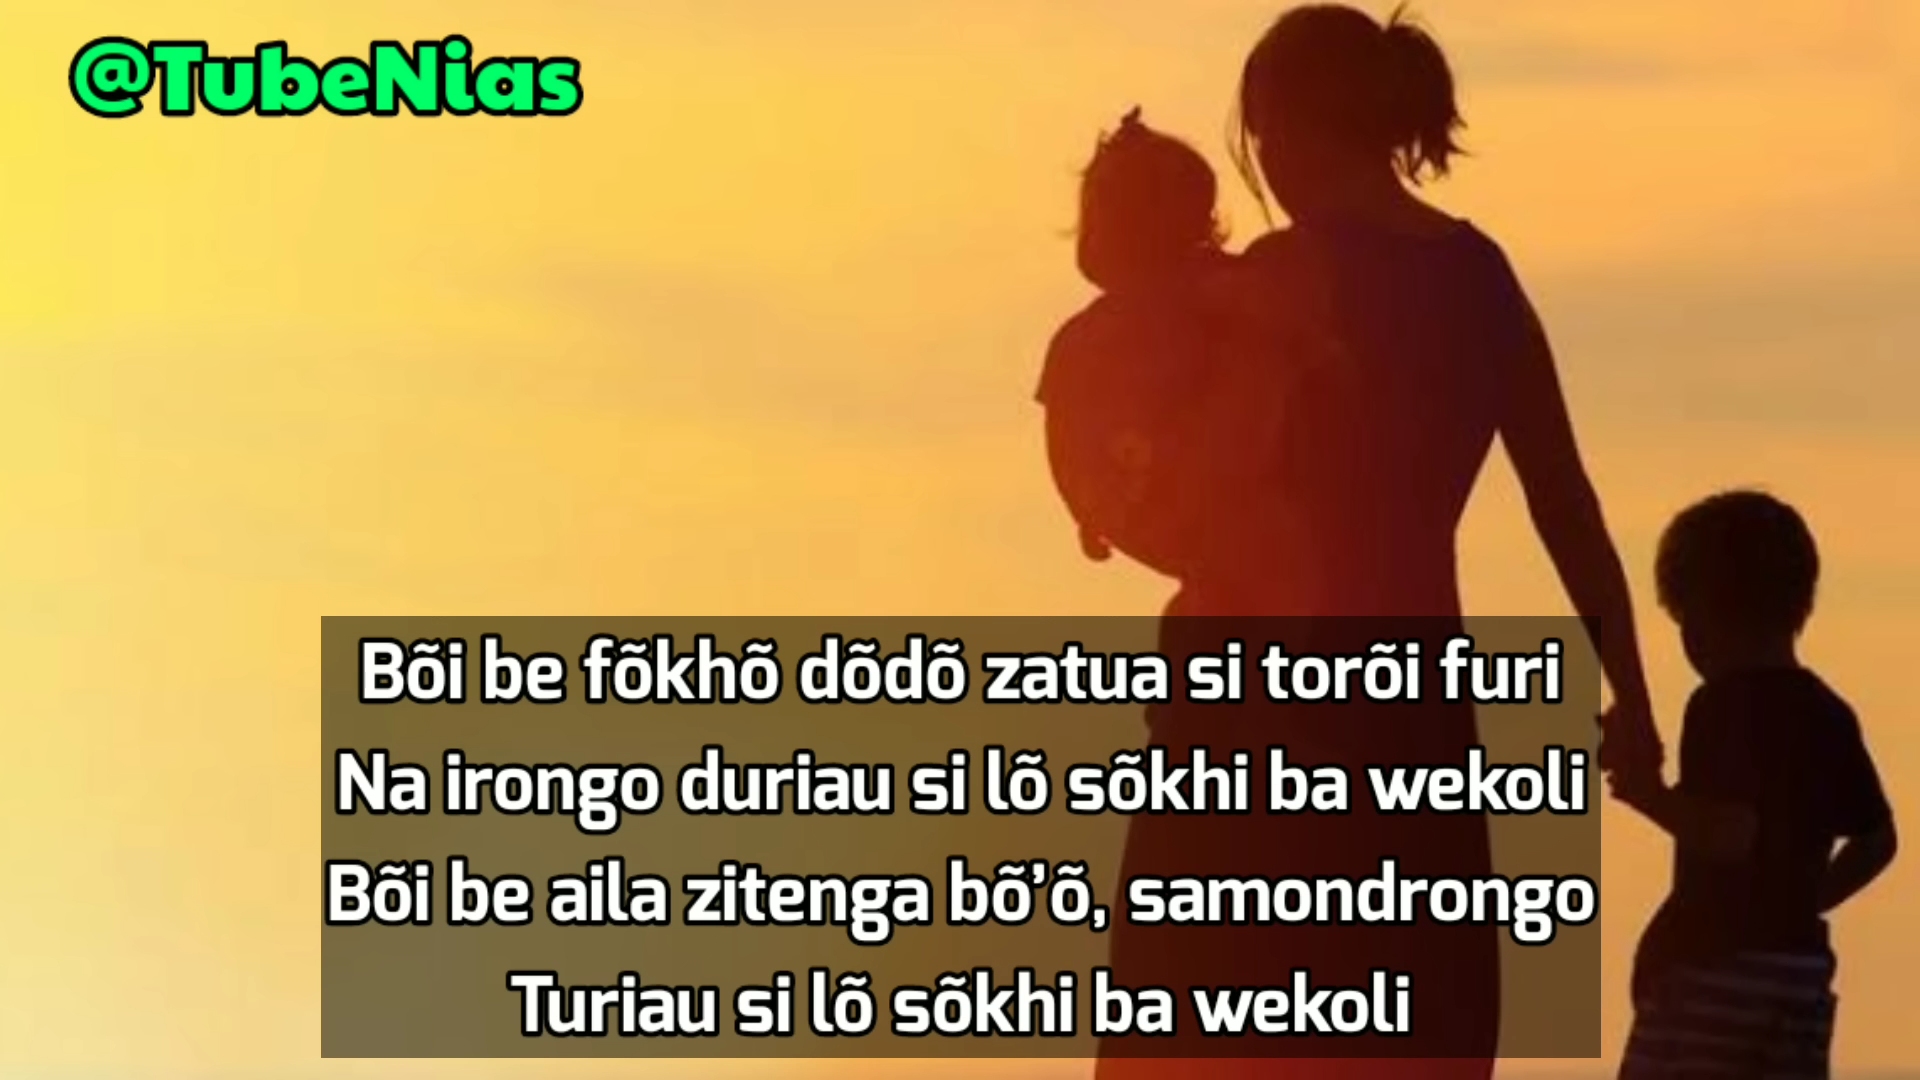 @TubeNias
Bõi be fõkhõ dõdõ zatua si torõi furi
Na irongo duriau si lõ sõkhi ba wekoli
Bõi be aila zitenga bõ’õ, samondrongo
Turiau si lõ sõkhi ba wekoli